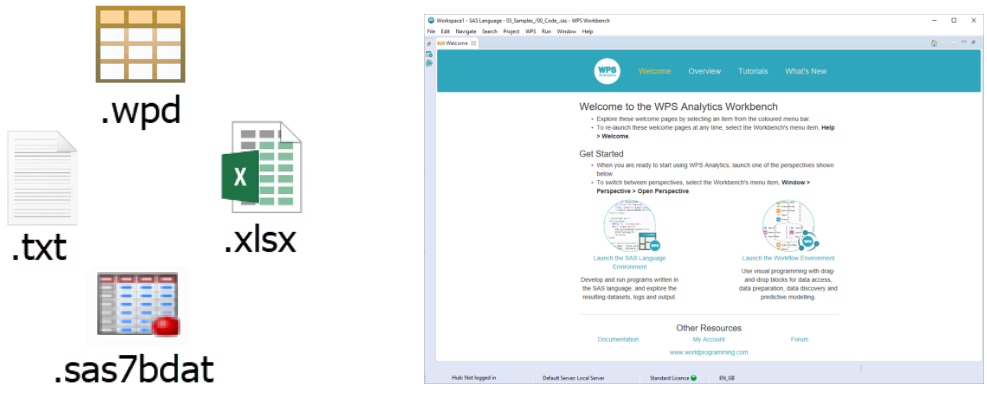 .wpd
.txt
X
.xlsx
.sas7bdat
Workspace1 - SAS Language - 03_Samples_/00_Code_.sas - WPS Workbench
File Edit Navigate Search Project WPS Run Window Help
Welcome
WPS
Welcome Overview Tutorials What's New
Welcome to the WPS Analytics Workbench
• Explore these welcome pages by selecting an item from the coloured menu bar.
• To re-launch these welcome pages at any time, select the Workbench's menu item, Help
> Welcome.
Get Started
• When you are ready to start using WPS Analytics, launch one of the perspectives shown
below.
• To switch between perspectives, select the Workbench's menu item, Window >
Perspective > Open Perspective.
Launch the SAS Language
Environment
Develop and run programs written in
the SAS language, and explore the
resulting datasets, logs and output.
Launch the Workflow Environment
Use visual programming with drag-
and-drop blocks for data access,
data preparation, data discovery and
predictive modelling.
Other Resources
Documentation My Account Forum
www.worldprogramming.com
Hub: Not logged in Default Server: Local Server Standard Licence EN_GB